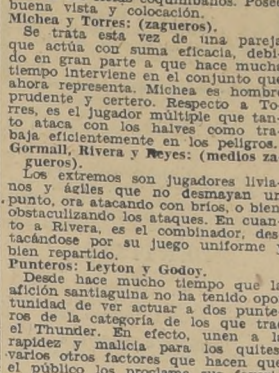 buena vista y colocación.
Michea y Torres: (zagueros).
Se trata esta vez de una pareja
que actúa con suma eficacia, debi-
do en gran parte a que hace mucho
tiempo interviene en el conjunto que
ahora representa. Michea es hombre
prudente y certero. Respecto a To-
rres, es el jugador múltiple que tan-
to ataca con los halves como tra-
baja eficientemente en los peligros.
Gormall, Rivera y Reyes: (medios za-
gueros).
Los extremos son jugadores livia-
nos y ágiles que no desmayan un
punto, ora atacando con bríos, o bien
obstaculizando los ataques. En cuan-
to a Rivera, es el combinador, des-
tacándose por su juego uniforme
bien repartido.
Punteros: Leyton y Godoy.
Desde hace mucho tiempo que la
afición santiaguina no ha tenido opo-
tunidad de ver actuar a dos punte-
ros de la categoría de los que trae
el Thunder. En efecto, unen a la
rapidez y malicia para los quites
varios otros factores que hacen que
el público los proclame